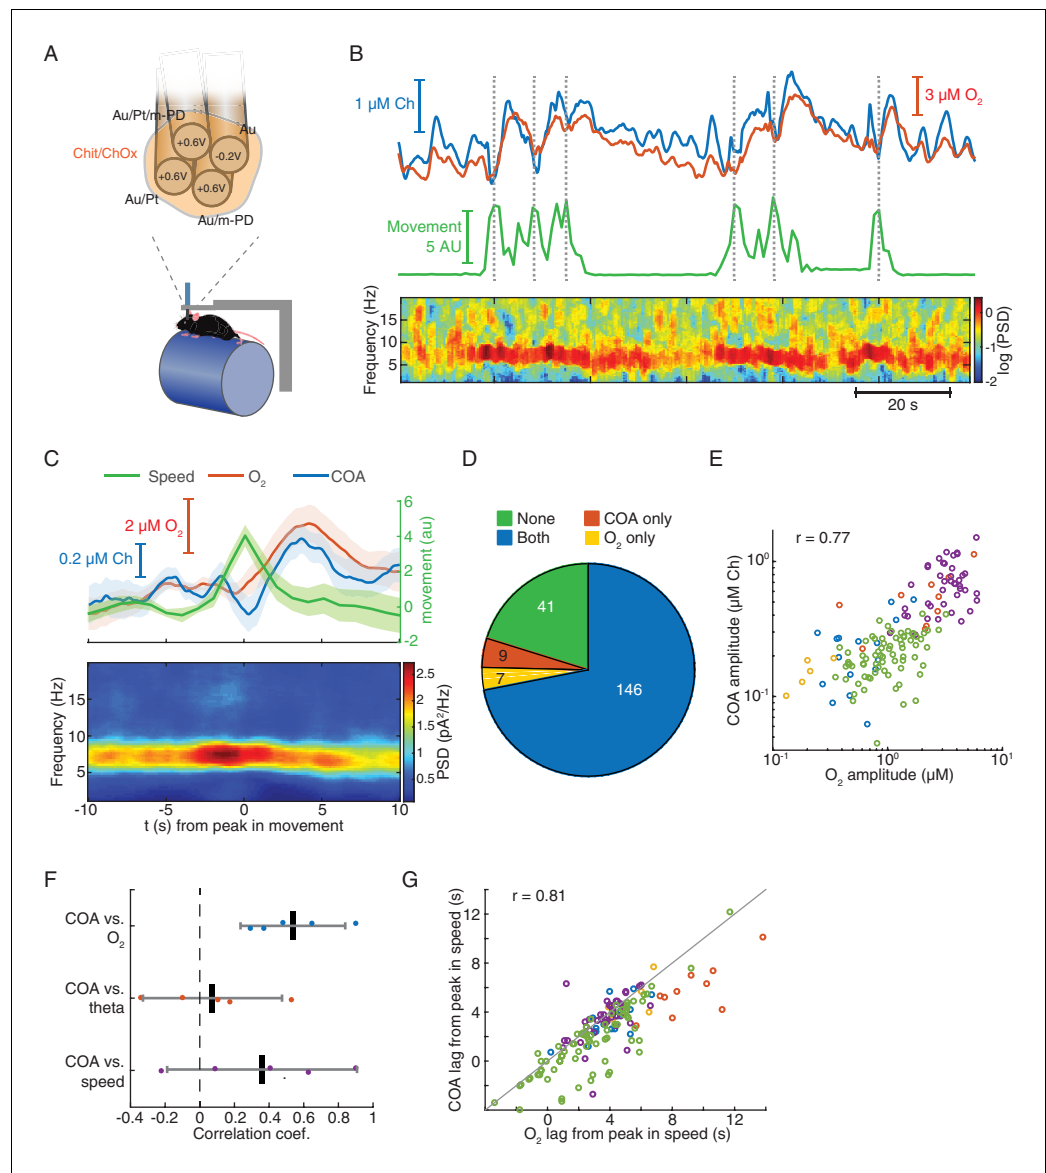 A
Au/Pt/m-PD
Au
+0.6V
-0.2V
Chit/ChOx
+0.6V
+0.6V
Au/Pt
Au/m-PD
B
1 µM Ch
3 µM O2
Movement
5 AU
Frequency (Hz)
15
10
5
0
-1
-2
log (PSD)
20 s
C
Speed
O2
COA
2 µM O2
0.2 µM Ch
6
4
2
0
-2
movement (au)
Frequency (Hz)
15
10
5
2.5
2
1.5
1
0.5
PSD (pA²/Hz)
-10
-5
0
5
10
t (s) from peak in movement
D
None
COA only
Both
O2 only
41
9
7
146
E
r = 0.77
COA amplitude (µM Ch)
10⁰
10⁻¹
10⁻¹
10⁰
10¹
O2 amplitude (µM)
F
COA vs.
O2
COA vs.
theta
COA vs.
speed
-0.4
-0.2
0
0.2
0.4
0.6
0.8
1
Correlation coef.
G
r = 0.81
COA lag from peak in speed (s)
12
8
4
0
0
4
8
12
O2 lag from peak in speed (s)